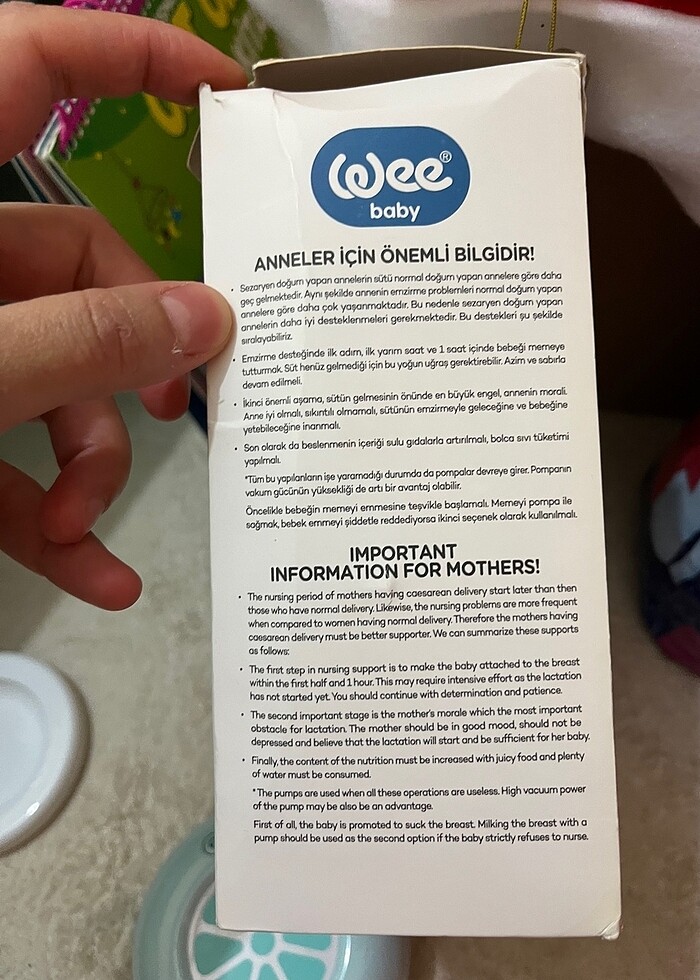 wee®
baby
ANNELER İÇİN ÖNEMLİ BİLGİDİR!
• Sezaryen doğum yapan annelerin sütü normal doğum yapan annelere göre daha
geç gelmektedir. Aynı şekilde annenin emzirme problemleri normal doğum yapan
annelere göre daha çok yaşanmaktadır. Bu nedenle sezaryen doğum yapan
annelerin daha iyi desteklenmeleri gerekmektedir. Bu destekleri şu şekilde
sıralayabiliriz.
• Emzirme desteğinde ilk adım, ilk yarım saat ve 1 saat içinde bebeği memeye
tutturmak. Süt henüz gelmediği için bu yoğun uğraş gerektirebilir. Azim ve sabırla
devam edilmeli.
• İkinci önemli aşama, sütün gelmesinin önünde en büyük engel, annenin morali.
Anne iyi olmalı, sıkıntılı olmamalı, sütünün emzirmeyle geleceğine ve bebeğine
yetebileceğine inanmalı.
• Son olarak da beslenmenin içeriği sulu gıdalarla artırılmalı, bolca sıvı tüketimi
yapılmalı.
*Tüm bu yapılanların işe yaramadığı durumda da pompalar devreye girer. Pompanın
vakum gücünün yüksekliği de artı bir avantaj olabilir.
Öncelikle bebeğin memeyi emmesine teşvikle başlamalı. Memeyi pompa ile
sağmak, bebek emmeyi şiddetle reddediyorsa ikinci seçenek olarak kullanılmalı.
IMPORTANT
INFORMATION FOR MOTHERS!
• The nursing period of mothers having caesarean delivery start later than then
those who have normal delivery. Likewise, the nursing problems are more frequent
when compared to women having normal delivery. Therefore the mothers having
caesarean delivery must be better supporter. We can summarize these supports
as follows:
• The first step in nursing support is to make the baby attached to the breast
within the first half and 1 hour. This may require intensive effort as the lactation
has not started yet. You should continue with determination and patience.
• The second important stage is the mother's morale which the most important
obstacle for lactation. The mother should be in good mood, should not be
depressed and believe that the lactation will start and be sufficient for her baby.
• Finally, the content of the nutrition must be increased with juicy food and plenty
of water must be consumed.
*The pumps are used when all these operations are useless. High vacuum power
of the pump may be also be an advantage.
First of all, the baby is promoted to suck the breast. Milking the breast with a
pump should be used as the second option if the baby strictly refuses to nurse.